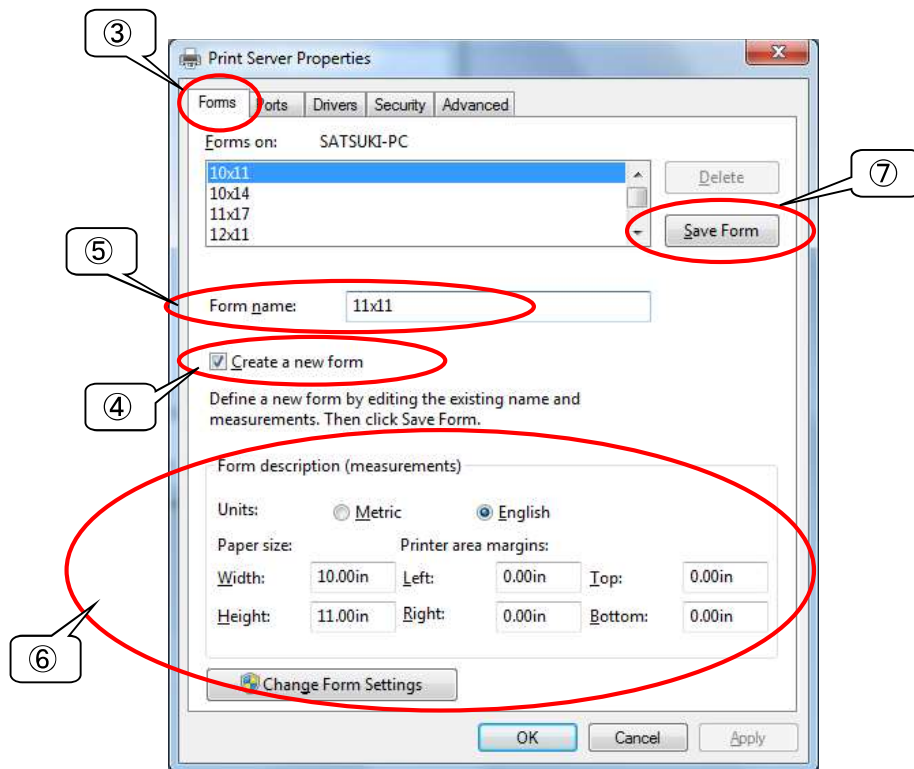 ③
Print Server Properties
Forms Ports Drivers Security Advanced
Forms on: SATSUKI-PC
10x11
10x14
11x17
12x11
Delete
⑦
Save Form
⑤
Form name: 11x11
Create a new form
④
Define a new form by editing the existing name and
measurements. Then click Save Form.
Form description (measurements)
Units: Metric English
Paper size: Printer area margins:
Width: 10.00in Left: 0.00in Top: 0.00in
Height: 11.00in Right: 0.00in Bottom: 0.00in
⑥
Change Form Settings
OK Cancel Apply